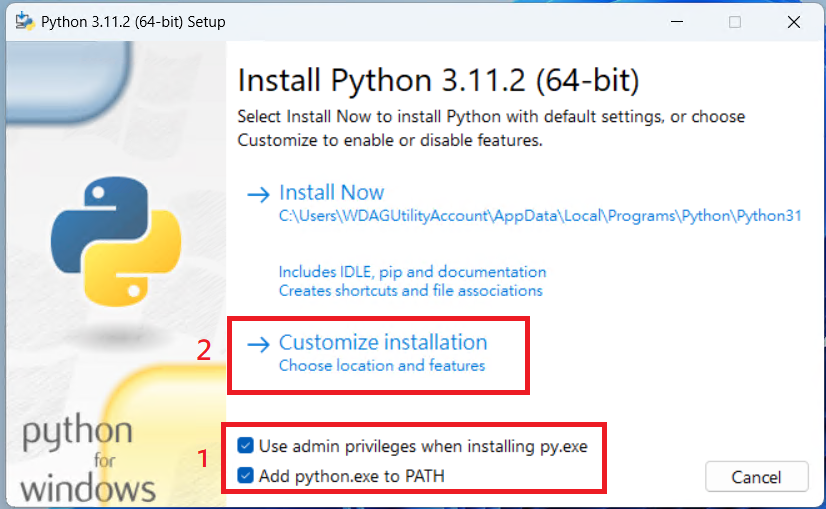 Python 3.11.2 (64-bit) Setup
Install Python 3.11.2 (64-bit)
Select Install Now to install Python with default settings, or choose
Customize to enable or disable features.
Install Now
C:\Users\WDAGUtilityAccount\AppData\Local\Programs\Python\Python31
Includes IDLE, pip and documentation
Creates shortcuts and file associations
2
Customize installation
Choose location and features
1
Use admin privileges when installing py.exe
Add python.exe to PATH
Cancel
python
for
windows